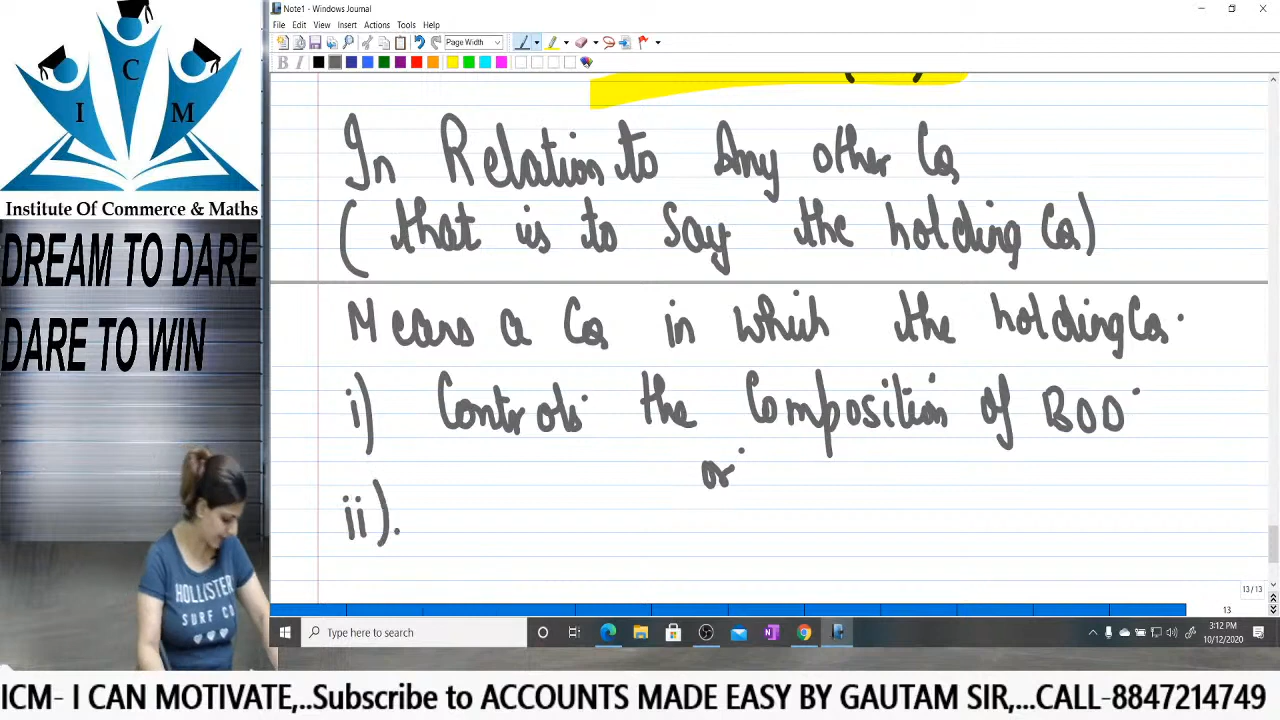 Note1 - Windows Journal
File Edit View Insert Actions Tools Help
Page Width
B I
I C M
Institute Of Commerce & Maths
DREAM TO DARE
DARE TO WIN
In Relation to Any other Co
(that is to Say the holding Co)
Means a Co in which the holding Co.
i) Controls the Composition of BOD
or
ii).
HOLLISTER
SURF CO
13/13
13
Type here to search
3:12 PM
10/12/2020
ICM- I CAN MOTIVATE,..Subscribe to ACCOUNTS MADE EASY BY GAUTAM SIR,...CALL-8847214749